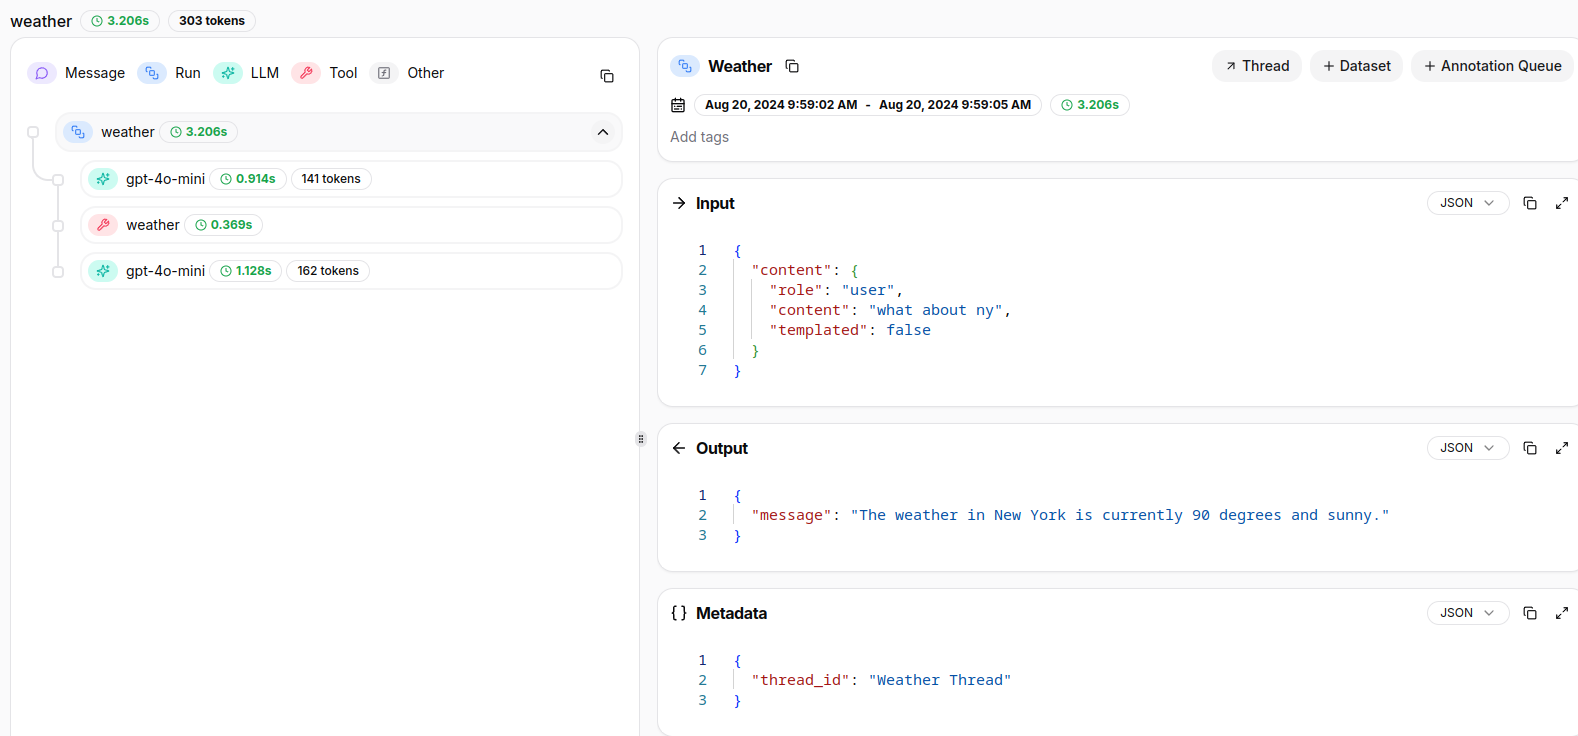 weather 3.206s 303 tokens
Message Run LLM Tool Other
weather 3.206s
gpt-4o-mini 0.914s 141 tokens
weather 0.369s
gpt-4o-mini 1.128s 162 tokens
Weather Thread + Dataset + Annotation Queue
Aug 20, 2024 9:59:02 AM - Aug 20, 2024 9:59:05 AM 3.206s
Add tags
Input JSON
1 {
2 "content": {
3 "role": "user",
4 "content": "what about ny",
5 "templated": false
6 }
7 }
Output JSON
1 {
2 "message": "The weather in New York is currently 90 degrees and sunny."
3 }
{} Metadata JSON
1 {
2 "thread_id": "Weather Thread"
3 }